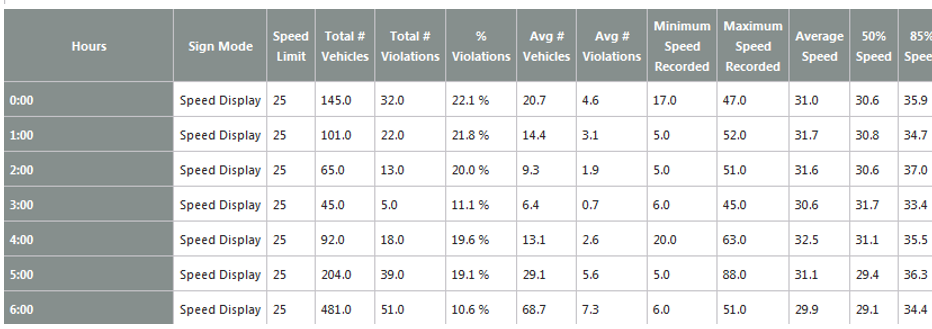 Hours Sign Mode Speed Limit Total # Vehicles Total # Violations % Violations Avg # Vehicles Avg # Violations Minimum Speed Recorded Maximum Speed Recorded Average Speed 50% Speed 85%
0:00 Speed Display 25 145.0 32.0 22.1 % 20.7 4.6 17.0 47.0 31.0 30.6 35.9
1:00 Speed Display 25 101.0 22.0 21.8 % 14.4 3.1 5.0 52.0 31.7 30.8 34.7
2:00 Speed Display 25 65.0 13.0 20.0 % 9.3 1.9 5.0 51.0 31.6 30.6 37.0
3:00 Speed Display 25 45.0 5.0 11.1 % 6.4 0.7 6.0 45.0 30.6 31.7 33.4
4:00 Speed Display 25 92.0 18.0 19.6 % 13.1 2.6 20.0 63.0 32.5 31.1 35.5
5:00 Speed Display 25 204.0 39.0 19.1 % 29.1 5.6 5.0 88.0 31.1 29.4 36.3
6:00 Speed Display 25 481.0 51.0 10.6 % 68.7 7.3 6.0 51.0 29.9 29.1 34.4